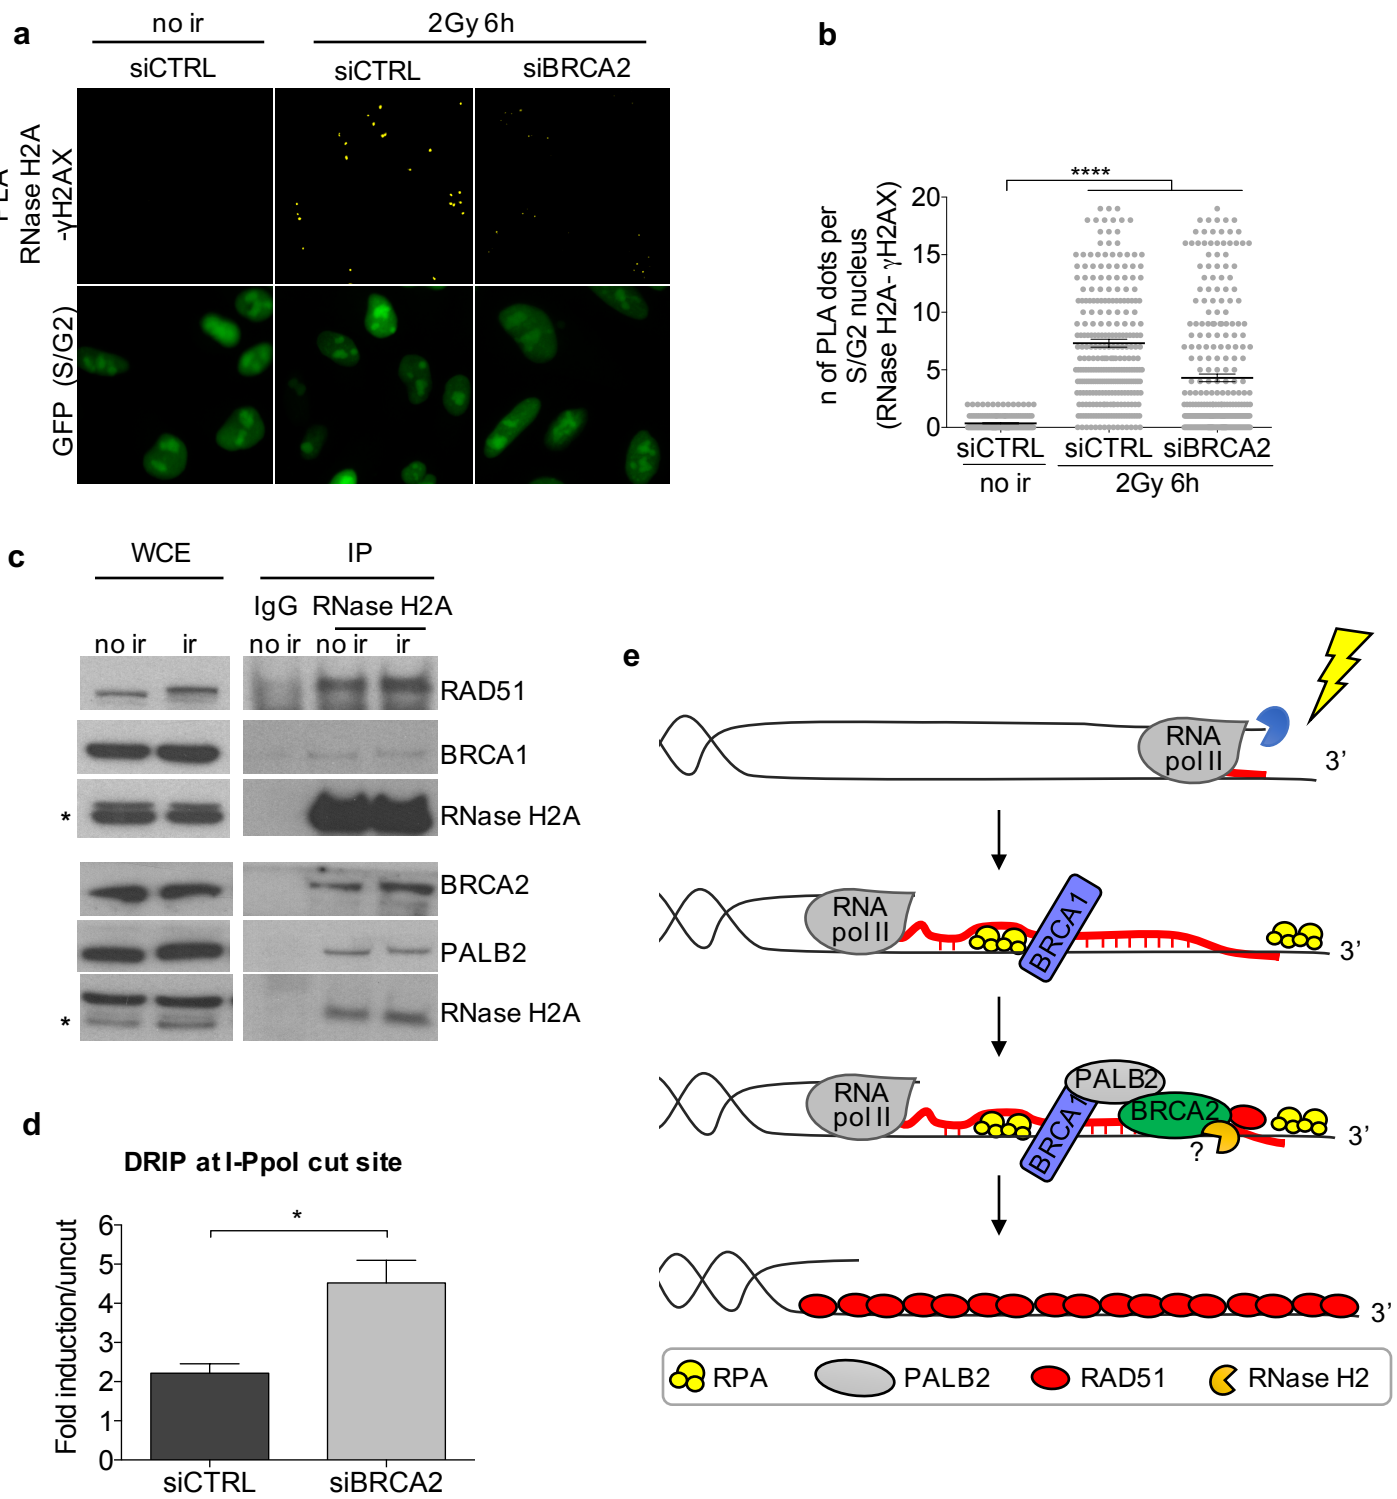 a
no ir
2Gy 6h
siCTRL
siCTRL
siBRCA2
PLA
RNase H2A
-γH2AX
GFP (S/G2)
b
n of PLA dots per
S/G2 nucleus
(RNase H2A- γH2AX)
****
20
15
10
5
0
siCTRL
siCTRL
siBRCA2
no ir
2Gy 6h
c
WCE
IP
IgG
RNase H2A
no ir
ir
no ir
no ir
ir
RAD51
BRCA1
*
RNase H2A
BRCA2
PALB2
*
RNase H2A
d
DRIP at I-PpoI cut site
Fold induction/uncut
*
6
5
4
3
2
1
0
siCTRL
siBRCA2
e
RNA
pol II
3’
RNA
pol II
BRCA1
3’
RNA
pol II
BRCA1
PALB2
BRCA2
?
3’
3’
RPA
PALB2
RAD51
RNase H2